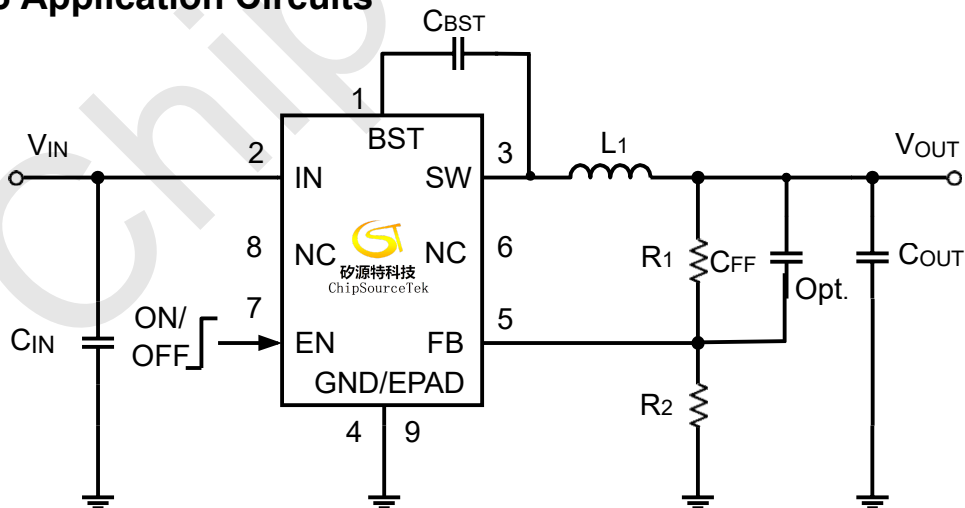 Application Circuits
CBST
1
BST
VIN
2
IN
SW
3
L1
VOUT
8
NC
NC
6
矽源特科技
ChipSourceTek
R1
CFF
Opt.
COUT
CIN
ON/
OFF
7
EN
FB
5
GND/EPAD
4
9
R2
Chip